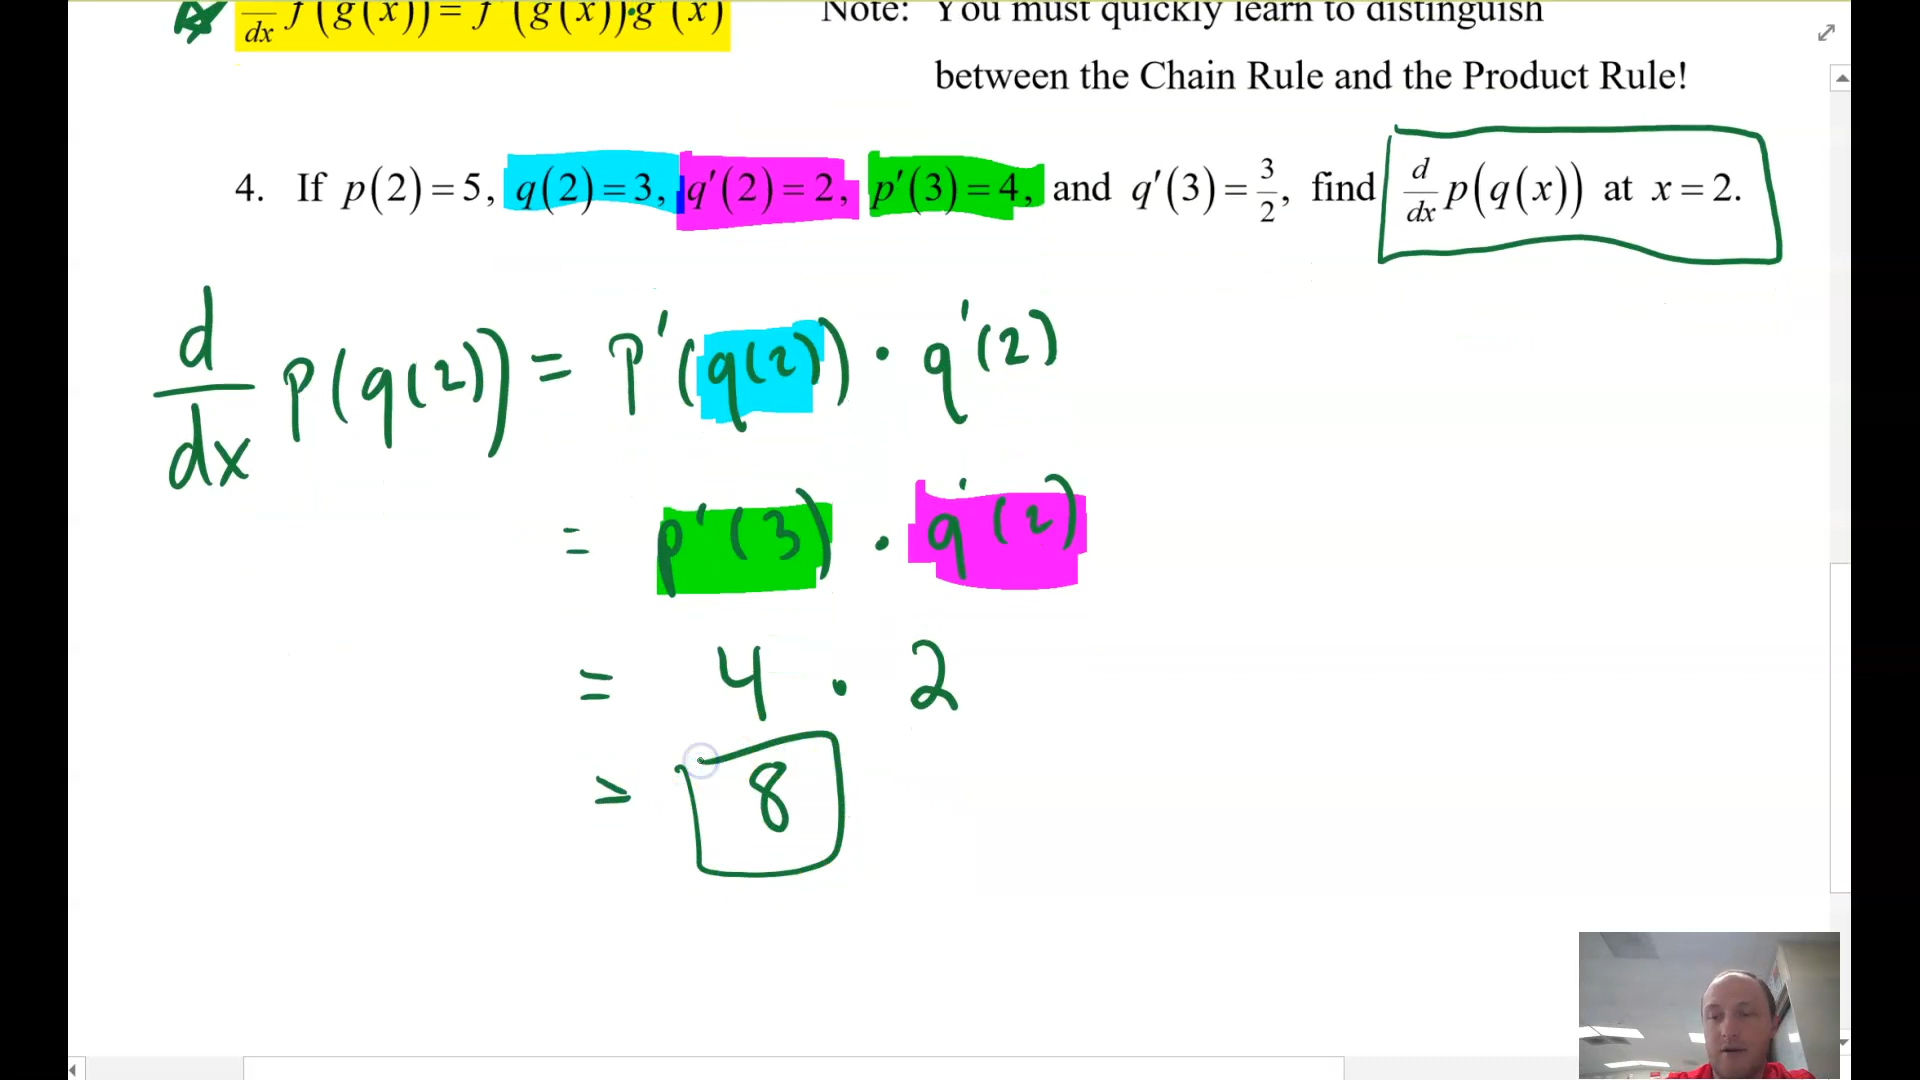 d/dx f(g(x)) = f'(g(x))·g'(x) Note: You must quickly learn to distinguish
between the Chain Rule and the Product Rule!
4. If p(2) = 5, q(2) = 3, q′(2) = 2, p′(3) = 4, and q′(3) = 3/2, find d/dx p(q(x)) at x = 2.
d/dx p(q(2)) = p'(q(2)) · q'(2)
= p'(3) · q'(2)
= 4 · 2
= 8